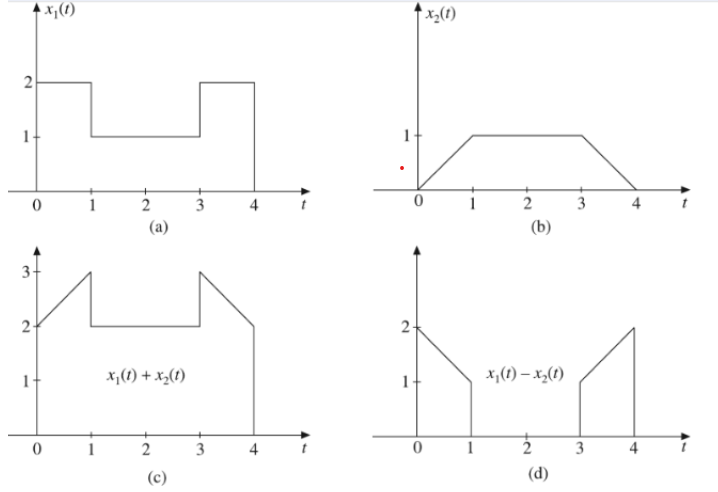 x₁(t)
2
1
0 1 2 3 4 t
(a)
x₂(t)
1
0 1 2 3 4 t
(b)
3
2
1
x₁(t) + x₂(t)
0 1 2 3 4 t
(c)
2
1
x₁(t) – x₂(t)
0 1 2 3 4 t
(d)